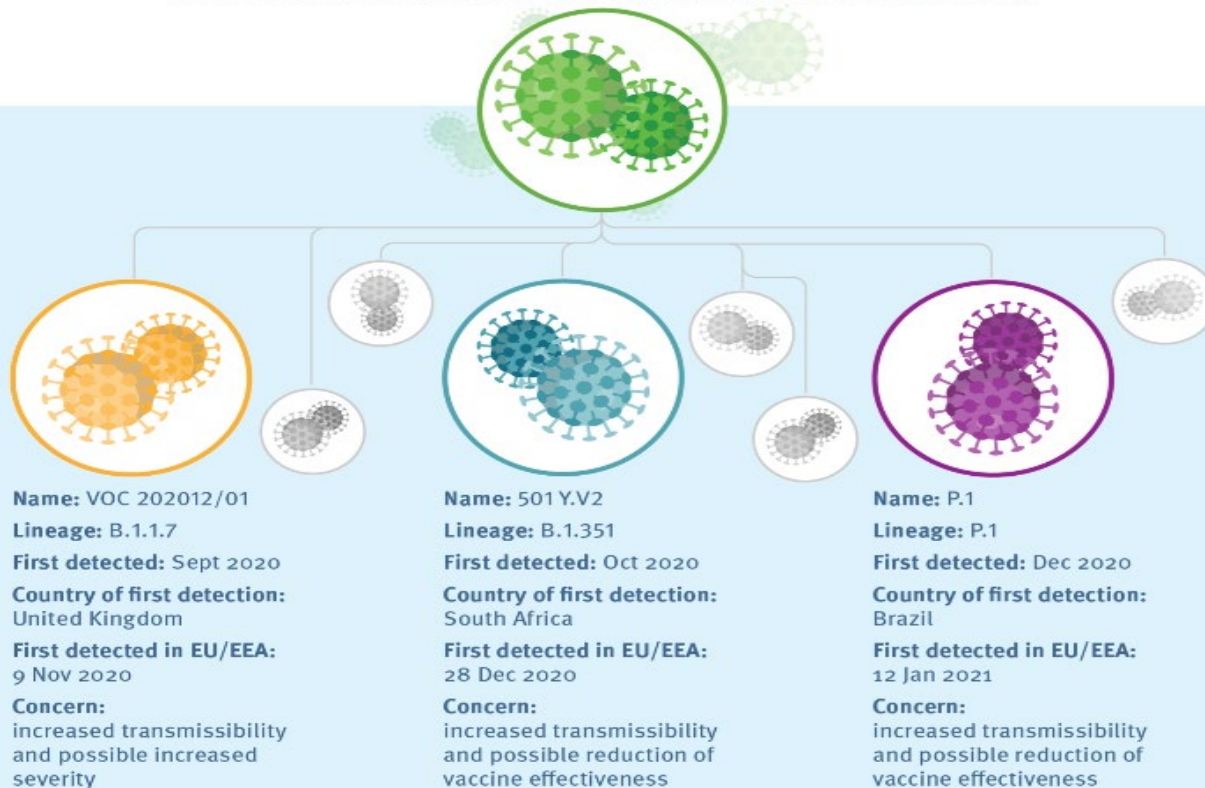 Name: VOC 202012/01
Lineage: B.1.1.7
First detected: Sept 2020
Country of first detection:
United Kingdom
First detected in EU/EEA:
9 Nov 2020
Concern:
increased transmissibility
and possible increased
severity
Name: 501 Y.V2
Lineage: B.1.351
First detected: Oct 2020
Country of first detection:
South Africa
First detected in EU/EEA:
28 Dec 2020
Concern:
increased transmissibility
and possible reduction of
vaccine effectiveness
Name: P.1
Lineage: P.1
First detected: Dec 2020
Country of first detection:
Brazil
First detected in EU/EEA:
12 Jan 2021
Concern:
increased transmissibility
and possible reduction of
vaccine effectiveness